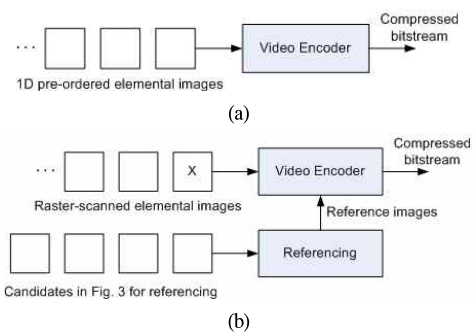 Compressed
bitstream
...
Video Encoder
1D pre-ordered elemental images
(a)
Compressed
bitstream
...
X
Video Encoder
Raster-scanned elemental images
Reference images
Referencing
Candidates in Fig. 3 for referencing
(b)